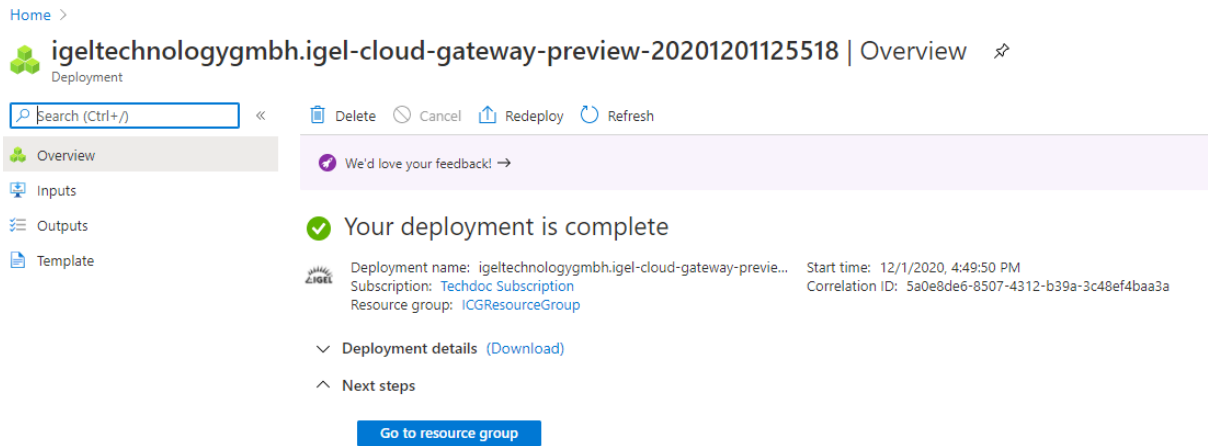 Home >
igeltechnologygmbh.igel-cloud-gateway-preview-20201201125518 | Overview
Deployment
Search (Ctrl+/)
«
Delete Cancel Redeploy Refresh
Overview
We'd love your feedback! →
Inputs
Outputs
Template
Your deployment is complete
IGEL
Deployment name: igeltechnologygmbh.igel-cloud-gateway-previe... Start time: 12/1/2020, 4:49:50 PM
Subscription: Techdoc Subscription Correlation ID: 5a0e8de6-8507-4312-b39a-3c48ef4baa3a
Resource group: ICGResourceGroup
Deployment details (Download)
Next steps
Go to resource group